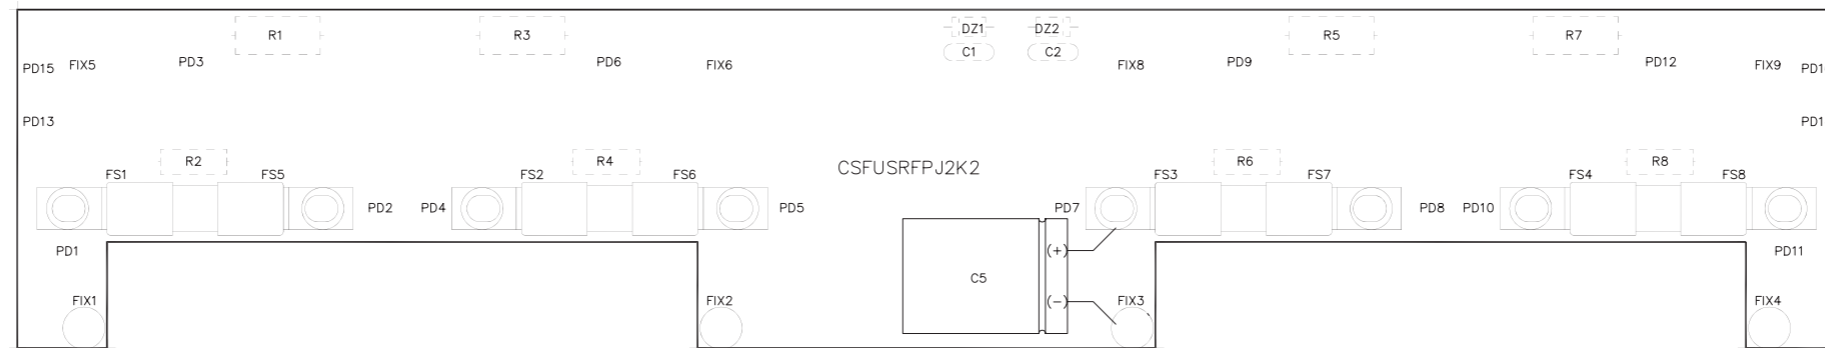 DZ1 DZ2
R1 R3 R5 R7
C1 C2
PD15 FIX5 PD3 PD6 FIX6 FIX8 PD9 PD12 FIX9
PD13
R2 R4 CSFUSRFPJ2K2 R6 R8
FS1 FS5 FS2 FS6 FS3 FS7 FS4 FS8
PD2 PD4 PD5 PD7 PD8 PD10
PD1 (+) PD11
C5
FIX1 FIX2 (-) FIX3 FIX4